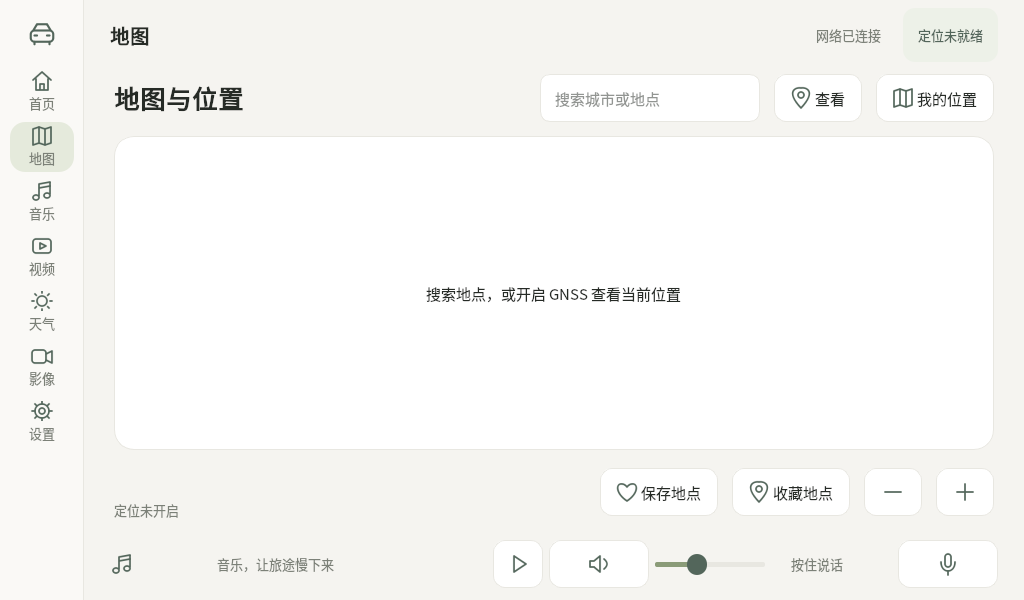 地图
网络已连接
定位未就绪
首页
地图
音乐
视频
天气
影像
设置
地图与位置
搜索城市或地点
查看
我的位置
搜索地点，或开启 GNSS 查看当前位置
定位未开启
保存地点
收藏地点
音乐，让旅途慢下来
按住说话